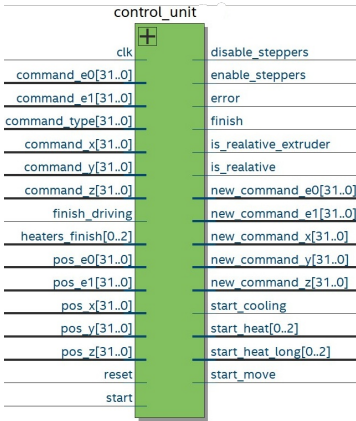 control_unit
clk
command_e0[31..0]
command_e1[31..0]
command_type[31..0]
command_x[31..0]
command_y[31..0]
command_z[31..0]
finish_driving
heaters_finish[0..2]
pos_e0[31..0]
pos_e1[31..0]
pos_x[31..0]
pos_y[31..0]
pos_z[31..0]
reset
start
disable_steppers
enable_steppers
error
finish
is_realative_extruder
is_realative
new_command_e0[31..0]
new_command_e1[31..0]
new_command_x[31..0]
new_command_y[31..0]
new_command_z[31..0]
start_cooling
start_heat[0..2]
start_heat_long[0..2]
start_move